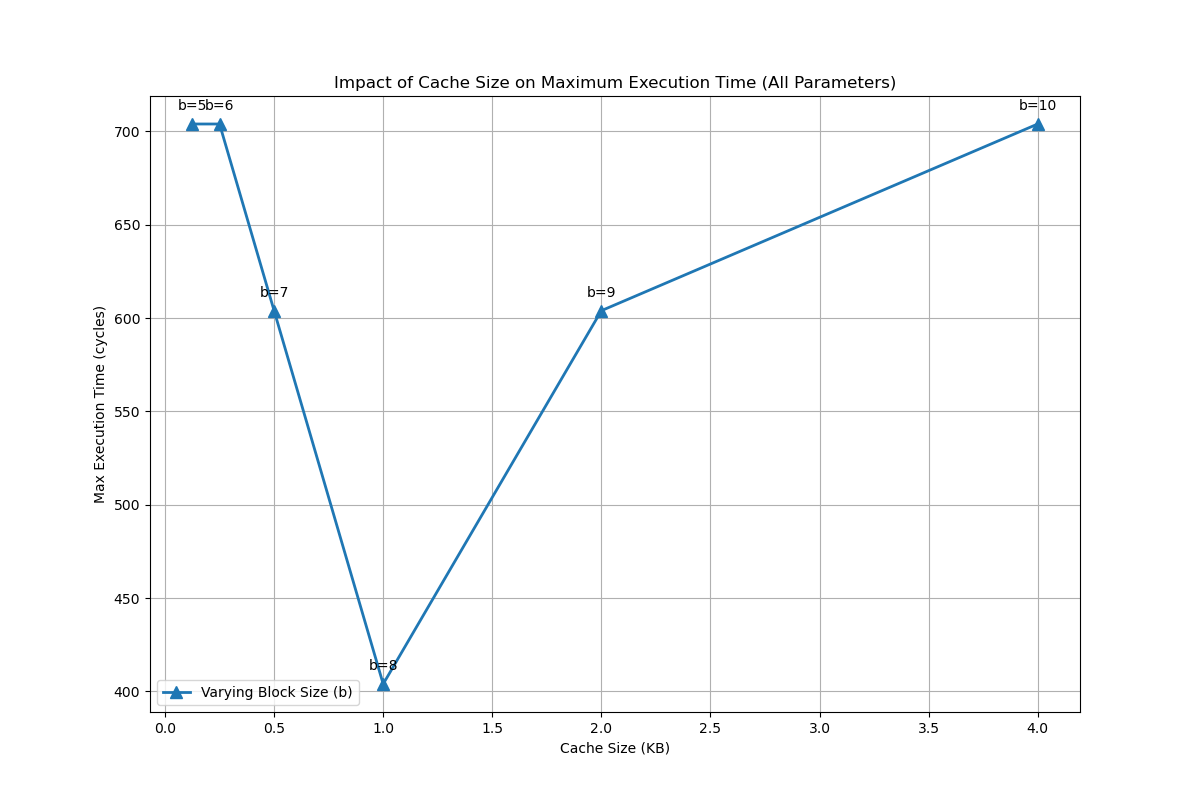 Impact of Cache Size on Maximum Execution Time (All Parameters)
b=5 b=6 b=10
700
650
b=7 b=9
600
550
500
450
b=8
400
Max Execution Time (cycles)
Varying Block Size (b)
0.0 0.5 1.0 1.5 2.0 2.5 3.0 3.5 4.0
Cache Size (KB)